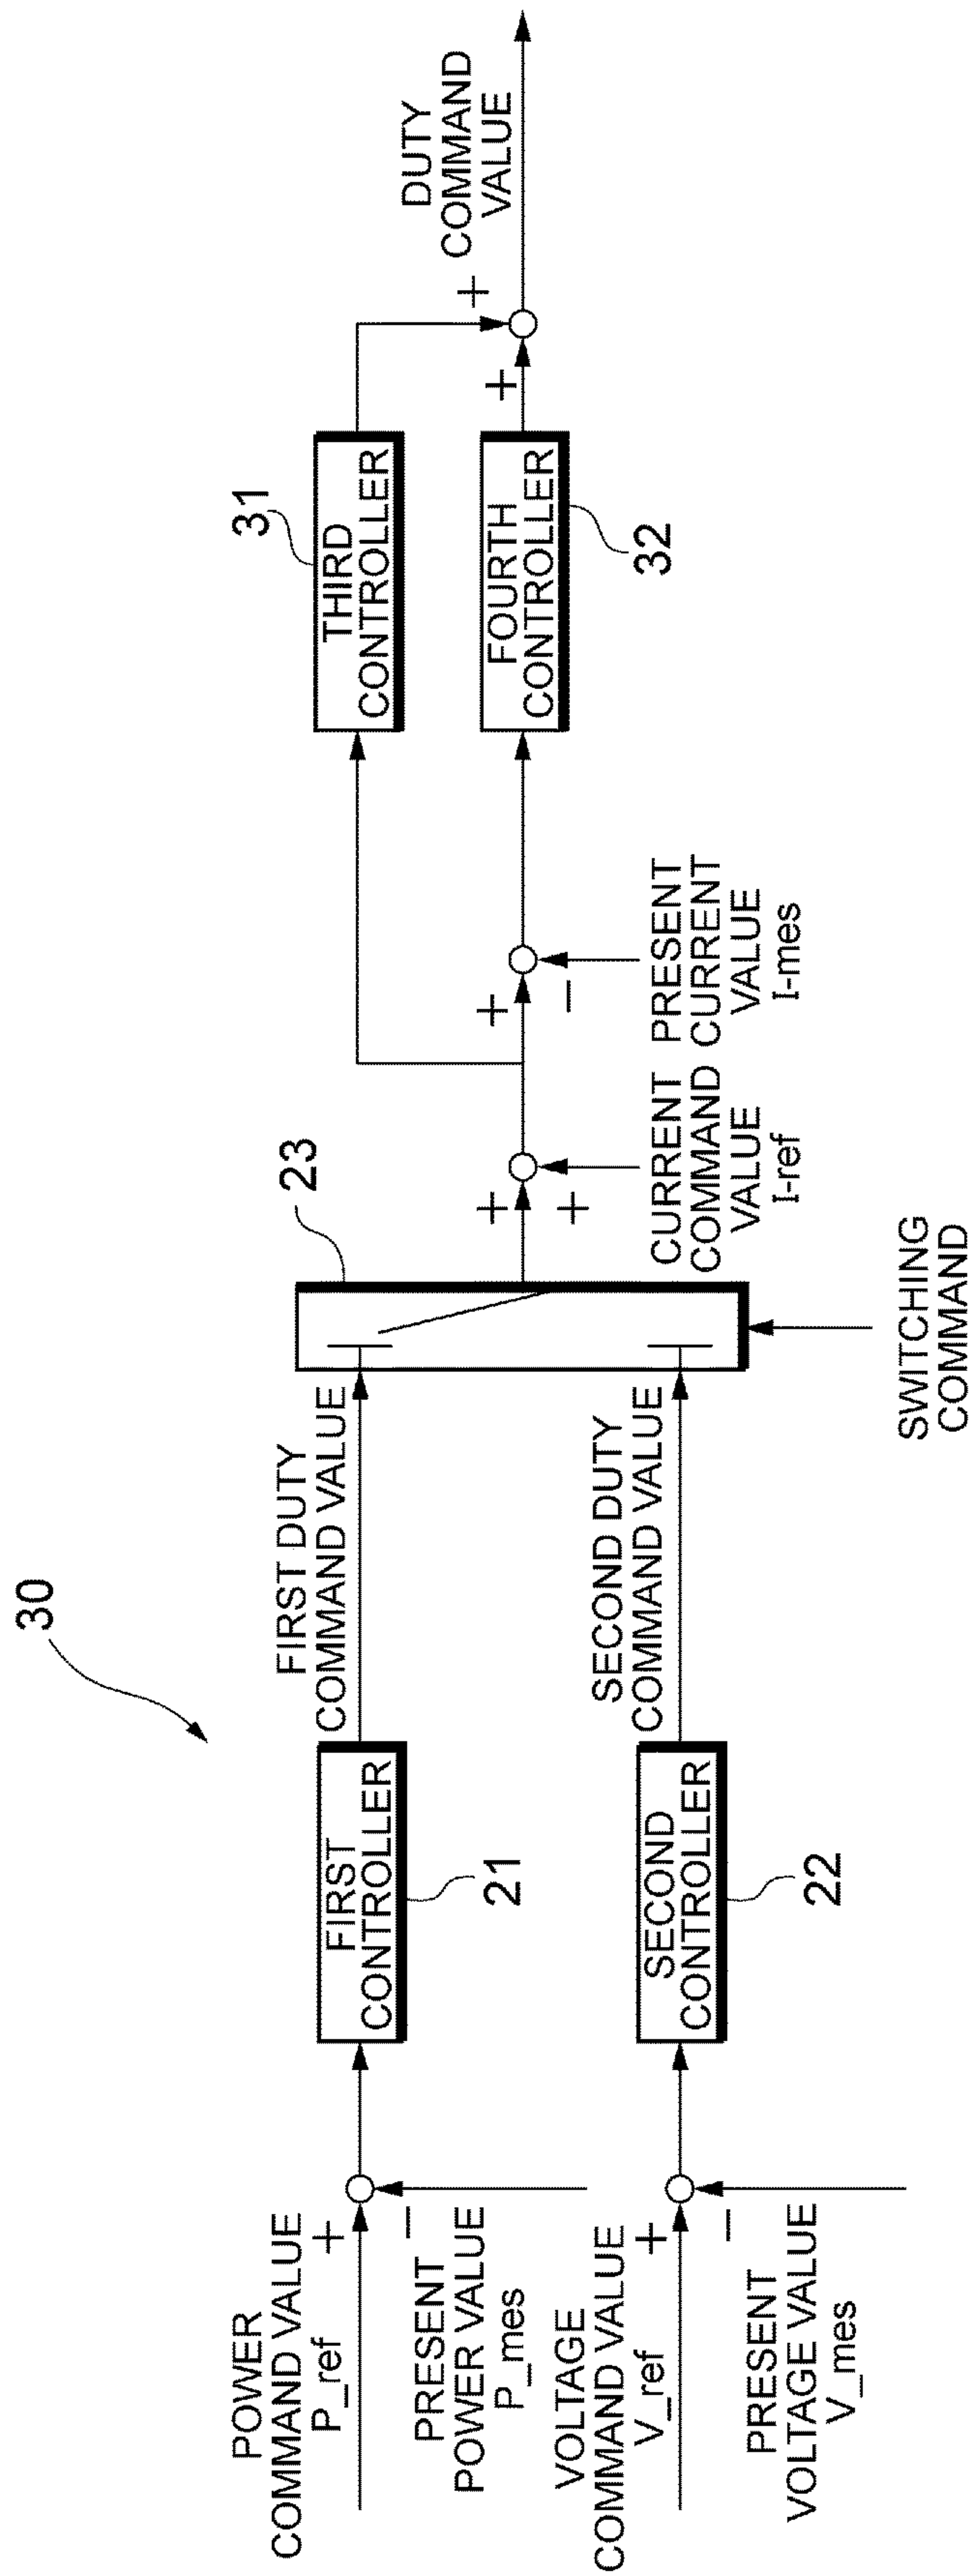 30
POWER
COMMAND VALUE
P_ref
+
−
PRESENT
POWER VALUE
P_mes
FIRST
CONTROLLER
21
FIRST DUTY
COMMAND VALUE
VOLTAGE
COMMAND VALUE
V_ref
+
−
PRESENT
VOLTAGE VALUE
V_mes
SECOND
CONTROLLER
22
SECOND DUTY
COMMAND VALUE
23
SWITCHING
COMMAND
+
+
CURRENT
COMMAND
VALUE
I-ref
+
−
PRESENT
CURRENT
VALUE
I-mes
31
THIRD
CONTROLLER
FOURTH
CONTROLLER
32
+
+
DUTY
COMMAND
VALUE